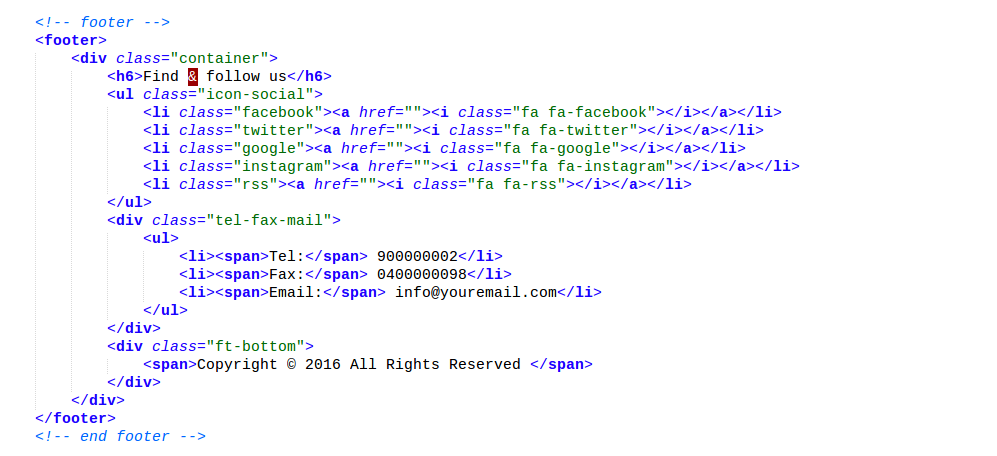 <!-- footer -->
<footer>
<div class="container">
<h6>Find & follow us</h6>
<ul class="icon-social">
<li class="facebook"><a href=""><i class="fa fa-facebook"></i></a></li>
<li class="twitter"><a href=""><i class="fa fa-twitter"></i></a></li>
<li class="google"><a href=""><i class="fa fa-google"></i></a></li>
<li class="instagram"><a href=""><i class="fa fa-instagram"></i></a></li>
<li class="rss"><a href=""><i class="fa fa-rss"></i></a></li>
</ul>
<div class="tel-fax-mail">
<ul>
<li><span>Tel:</span> 900000002</li>
<li><span>Fax:</span> 0400000098</li>
<li><span>Email:</span> info@youremail.com</li>
</ul>
</div>
<div class="ft-bottom">
<span>Copyright © 2016 All Rights Reserved </span>
</div>
</div>
</footer>
<!-- end footer -->